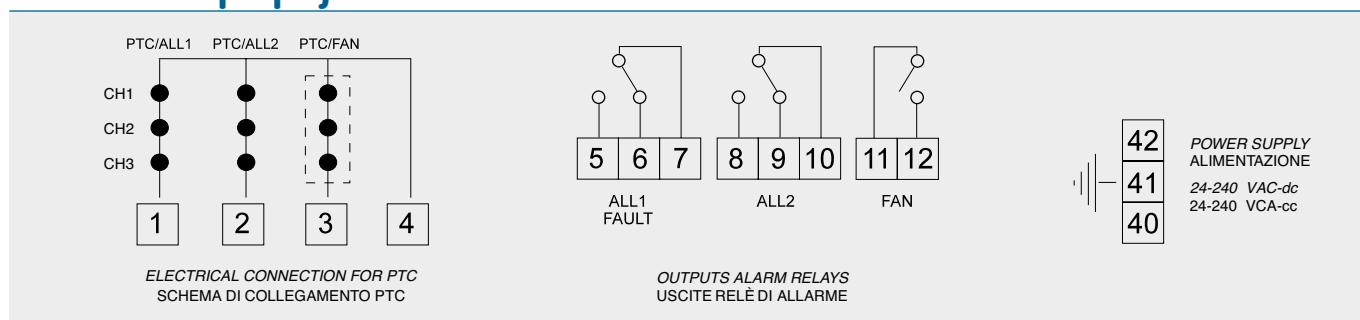 PTC/ALL1 PTC/ALL2 PTC/FAN
CH1
CH2
CH3
1 2 3 4
ELECTRICAL CONNECTION FOR PTC
SCHEMA DI COLLEGAMENTO PTC
5 6 7 8 9 10 11 12
ALL1 ALL2 FAN
FAULT
OUTPUTS ALARM RELAYS
USCITE RELÈ DI ALLARME
42
41
40
POWER SUPPLY
ALIMENTAZIONE
24-240 VAC-dc
24-240 VCA-cc